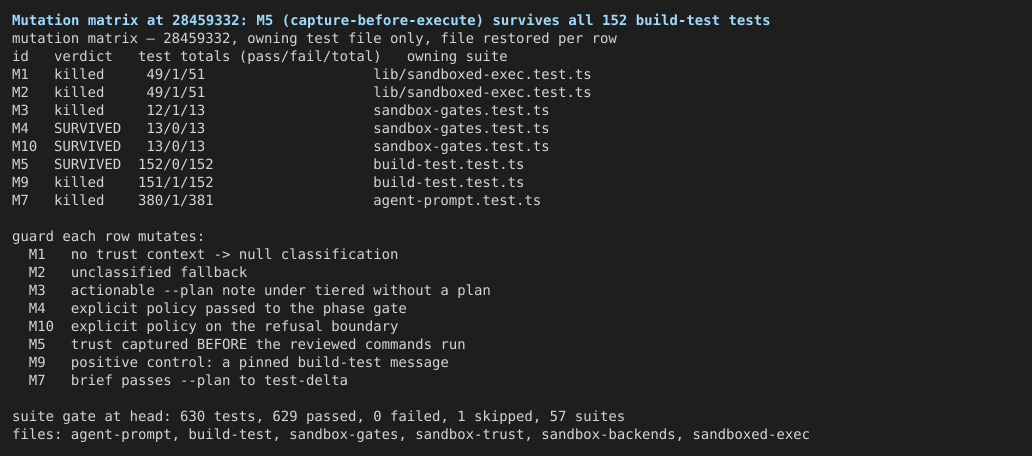 Mutation matrix at 28459332: M5 (capture-before-execute) survives all 152 build-test tests
mutation matrix — 28459332, owning test file only, file restored per row
id   verdict   test totals (pass/fail/total)   owning suite
M1   killed     49/1/51                    lib/sandboxed-exec.test.ts
M2   killed     49/1/51                    lib/sandboxed-exec.test.ts
M3   killed     12/1/13                    sandbox-gates.test.ts
M4   SURVIVED   13/0/13                    sandbox-gates.test.ts
M10  SURVIVED   13/0/13                    sandbox-gates.test.ts
M5   SURVIVED  152/0/152                   build-test.test.ts
M9   killed    151/1/152                   build-test.test.ts
M7   killed    380/1/381                   agent-prompt.test.ts

guard each row mutates:
  M1   no trust context -> null classification
  M2   unclassified fallback
  M3   actionable --plan note under tiered without a plan
  M4   explicit policy passed to the phase gate
  M10  explicit policy on the refusal boundary
  M5   trust captured BEFORE the reviewed commands run
  M9   positive control: a pinned build-test message
  M7   brief passes --plan to test-delta

suite gate at head: 630 tests, 629 passed, 0 failed, 1 skipped, 57 suites
files: agent-prompt, build-test, sandbox-gates, sandbox-trust, sandbox-backends, sandboxed-exec